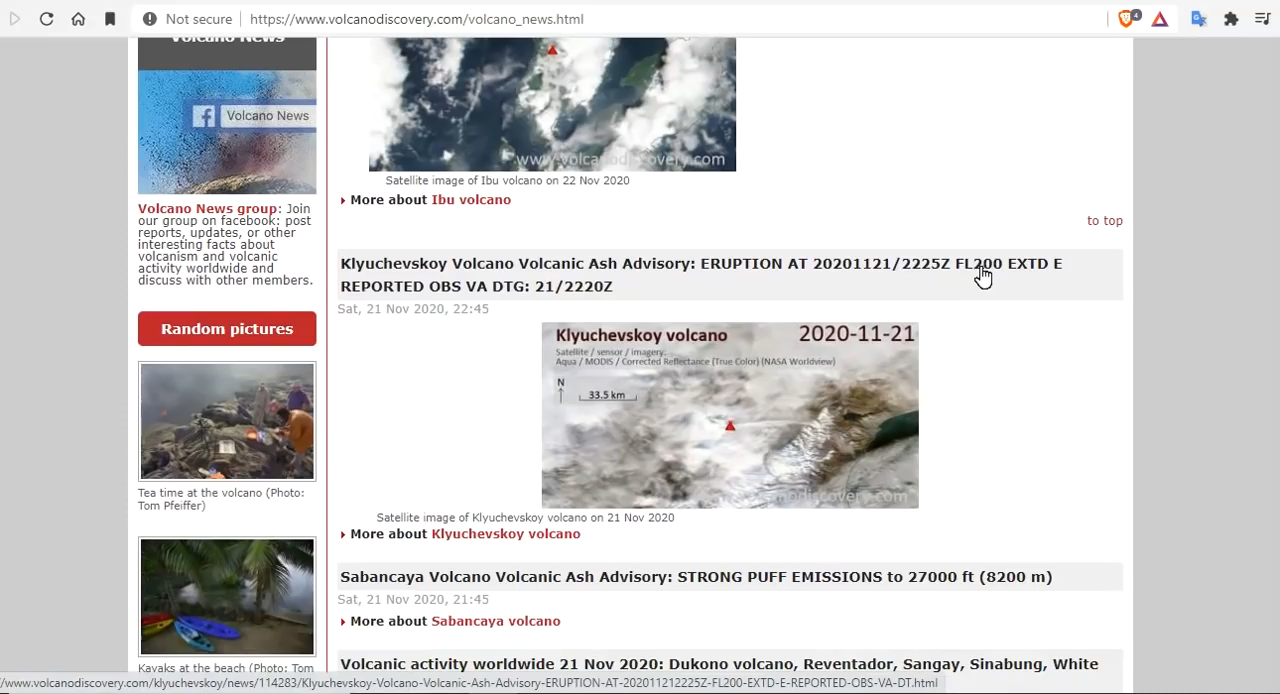 Not secure
https://www.volcanodiscovery.com/volcano_news.html
4
Volcano News
Volcano News
Volcano News group: Join
our group on facebook: post
reports, updates, or other
interesting facts about
volcanism and volcanic
activity worldwide and
discuss with other members.
Random pictures
Tea time at the volcano (Photo:
Tom Pfeiffer)
Kayaks at the beach (Photo: Tom
www.volcanodiscovery.com
Satellite image of Ibu volcano on 22 Nov 2020
More about Ibu volcano
to top
Klyuchevskoy Volcano Volcanic Ash Advisory: ERUPTION AT 20201121/2225Z FL200 EXTD E
REPORTED OBS VA DTG: 21/2220Z
Sat, 21 Nov 2020, 22:45
Klyuchevskoy volcano 2020-11-21
Satellite / sensor / imagery:
Aqua / MODIS / Corrected Reflectance (True Color) (NASA Worldview)
N
33.5 km
Satellite image of Klyuchevskoy volcano on 21 Nov 2020
More about Klyuchevskoy volcano
Sabancaya Volcano Volcanic Ash Advisory: STRONG PUFF EMISSIONS to 27000 ft (8200 m)
Sat, 21 Nov 2020, 21:45
More about Sabancaya volcano
Volcanic activity worldwide 21 Nov 2020: Dukono volcano, Reventador, Sangay, Sinabung, White
/www.volcanodiscovery.com/klyuchevskoy/news/114283/Klyuchevskoy-Volcano-Volcanic-Ash-Advisory-ERUPTION-AT-202011212225Z-FL200-EXTD-E-REPORTED-OBS-VA-DT.html